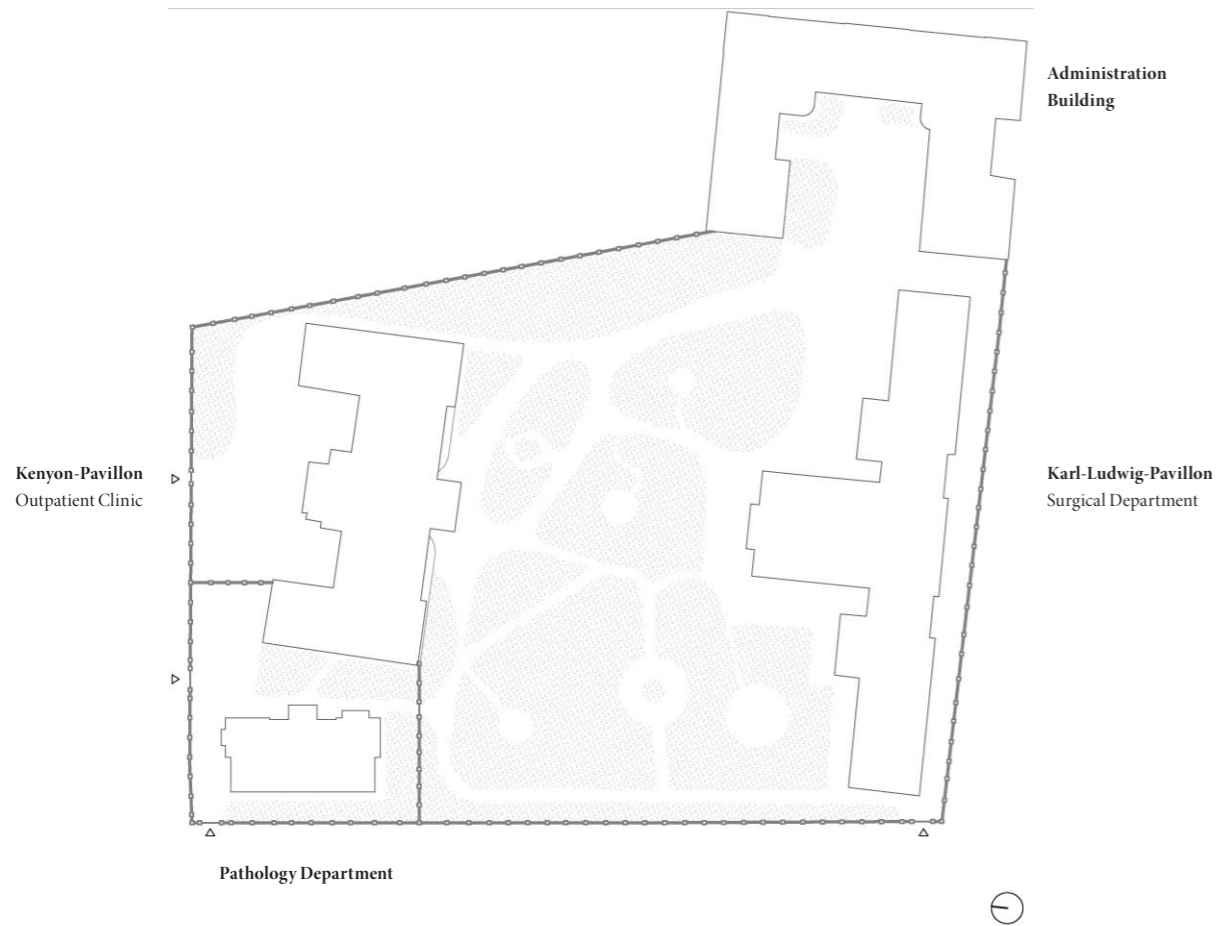 Administration
Building
Kenyon-Pavillon
Outpatient Clinic
Karl-Ludwig-Pavillon
Surgical Department
Pathology Department